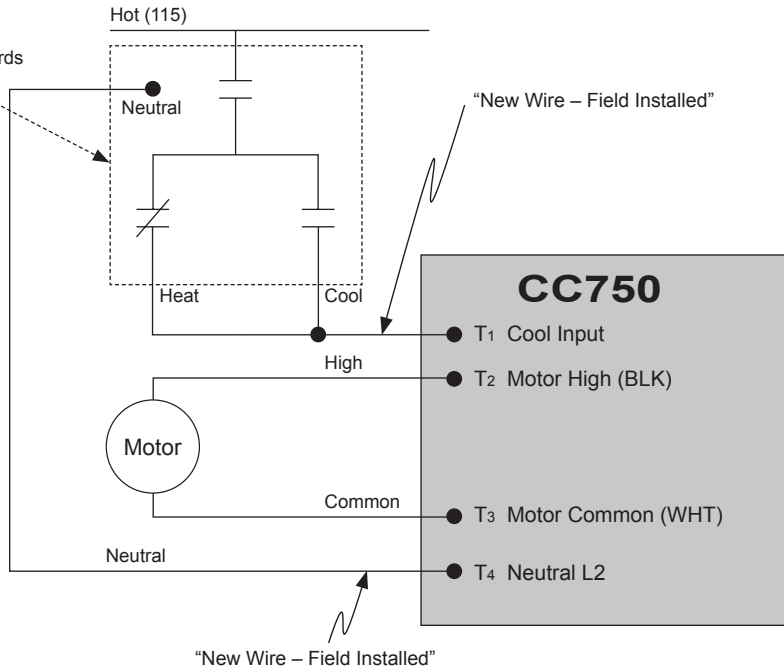 Hot (115)
Neutral
"New Wire – Field Installed"
Heat
Cool
CC750
T1 Cool Input
High
T2 Motor High (BLK)
Motor
Common
T3 Motor Common (WHT)
Neutral
T4 Neutral L2
"New Wire – Field Installed"